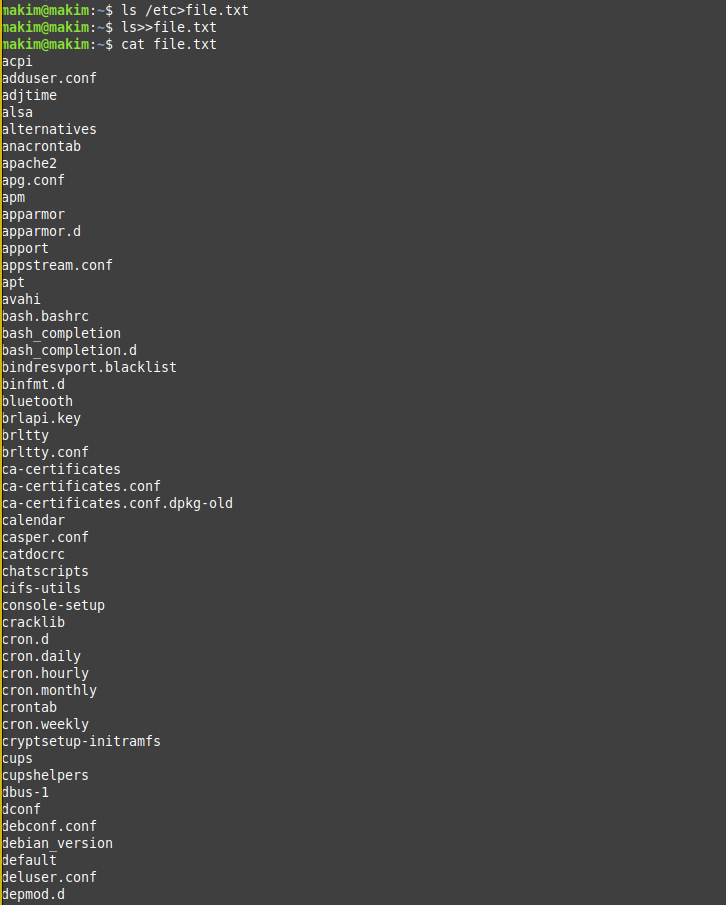 makim@makim:~$ ls /etc>file.txt
makim@makim:~$ ls>>file.txt
makim@makim:~$ cat file.txt
acpi
adduser.conf
adjtime
alsa
alternatives
anacrontab
apache2
apg.conf
apm
apparmor
apparmor.d
apport
appstream.conf
apt
avahi
bash.bashrc
bash_completion
bash_completion.d
bindresvport.blacklist
binfmt.d
bluetooth
brlapi.key
brltty
brltty.conf
ca-certificates
ca-certificates.conf
ca-certificates.conf.dpkg-old
calendar
casper.conf
catdocrc
chatscripts
cifs-utils
console-setup
cracklib
cron.d
cron.daily
cron.hourly
cron.monthly
crontab
cron.weekly
cryptsetup-initramfs
cups
cupshelpers
dbus-1
dconf
debconf.conf
debian_version
default
deluser.conf
depmod.d